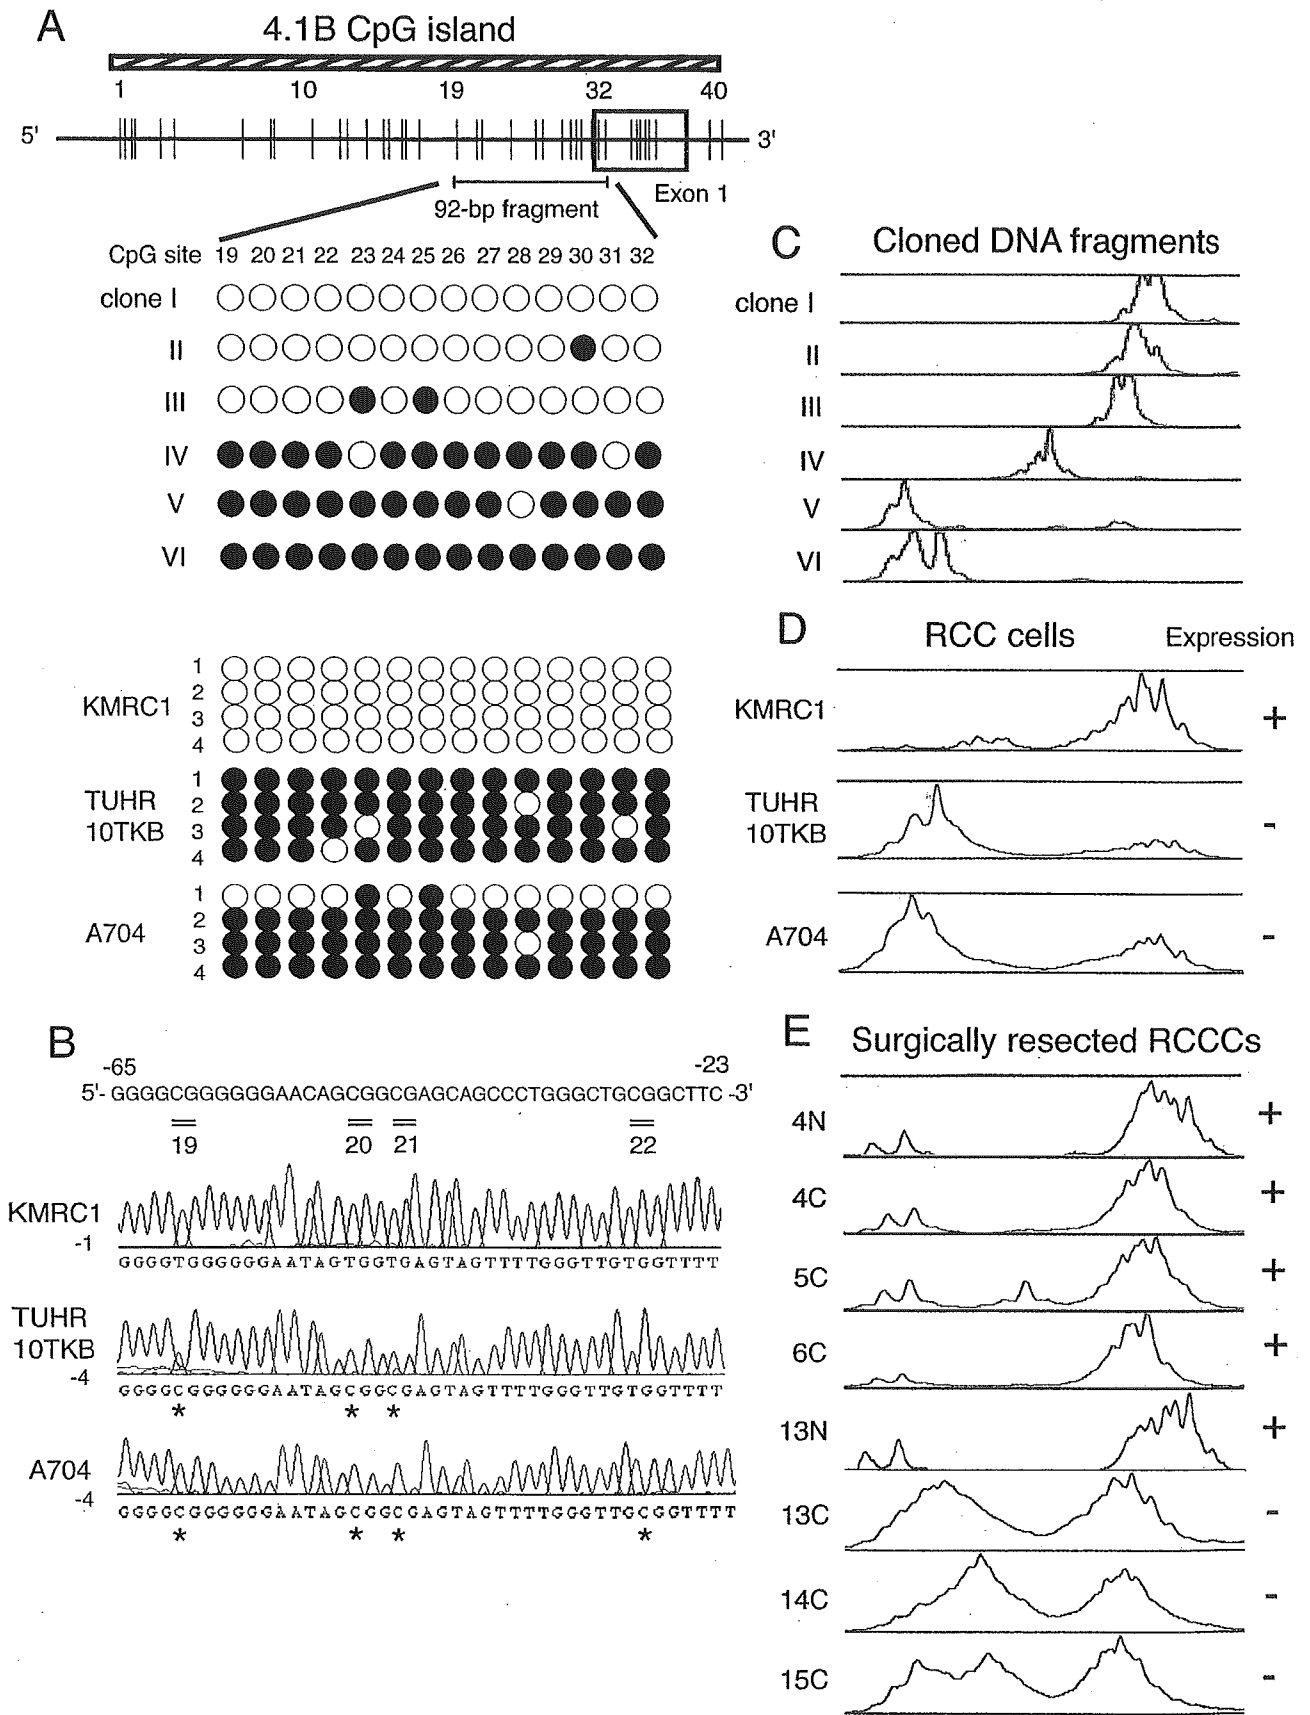 A
4.1B CpG island
1 10 19 32 40
5' 3'
Exon 1
92-bp fragment
CpG site 19 20 21 22 23 24 25 26 27 28 29 30 31 32
clone I
II
III
IV
V
VI
KMRC1
1
2
3
4
TUHR
10TKB
1
2
3
4
A704
1
2
3
4
B
-65 -23
5'- GGGGCGGGGGGAACAGCGGCGAGCAGCCCTGGGCTGCGGCTTC -3'
19 20 21 22
KMRC1
-1
GGGGTGGGGGGAATAGTGGTGAGTAGTTTTGGGTTGTGGTTTT
TUHR
10TKB
-4
GGGGCGGGGGGAATAGCGGCGAGTAGTTTTGGGTTGTGGTTTT
* * *
A704
-4
GGGGCGGGGGGAATAGCGGCGAGTAGTTTTGGGTTGCGGTTTT
* * * *
C
Cloned DNA fragments
clone I
II
III
IV
V
VI
D
RCC cells Expression
KMRC1 +
TUHR
10TKB -
A704 -
E
Surgically resected RCCCs
4N +
4C +
5C +
6C +
13N +
13C -
14C -
15C -